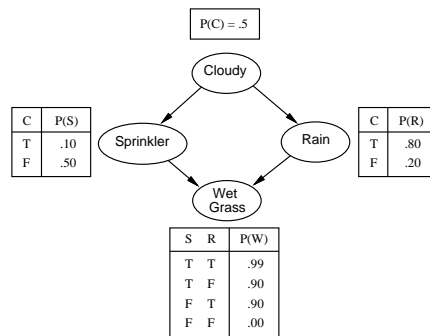 P(C) = .5
Cloudy
C P(S)
T .10
F .50
Sprinkler
Rain
C P(R)
T .80
F .20
Wet
Grass
S R P(W)
T T .99
T F .90
F T .90
F F .00